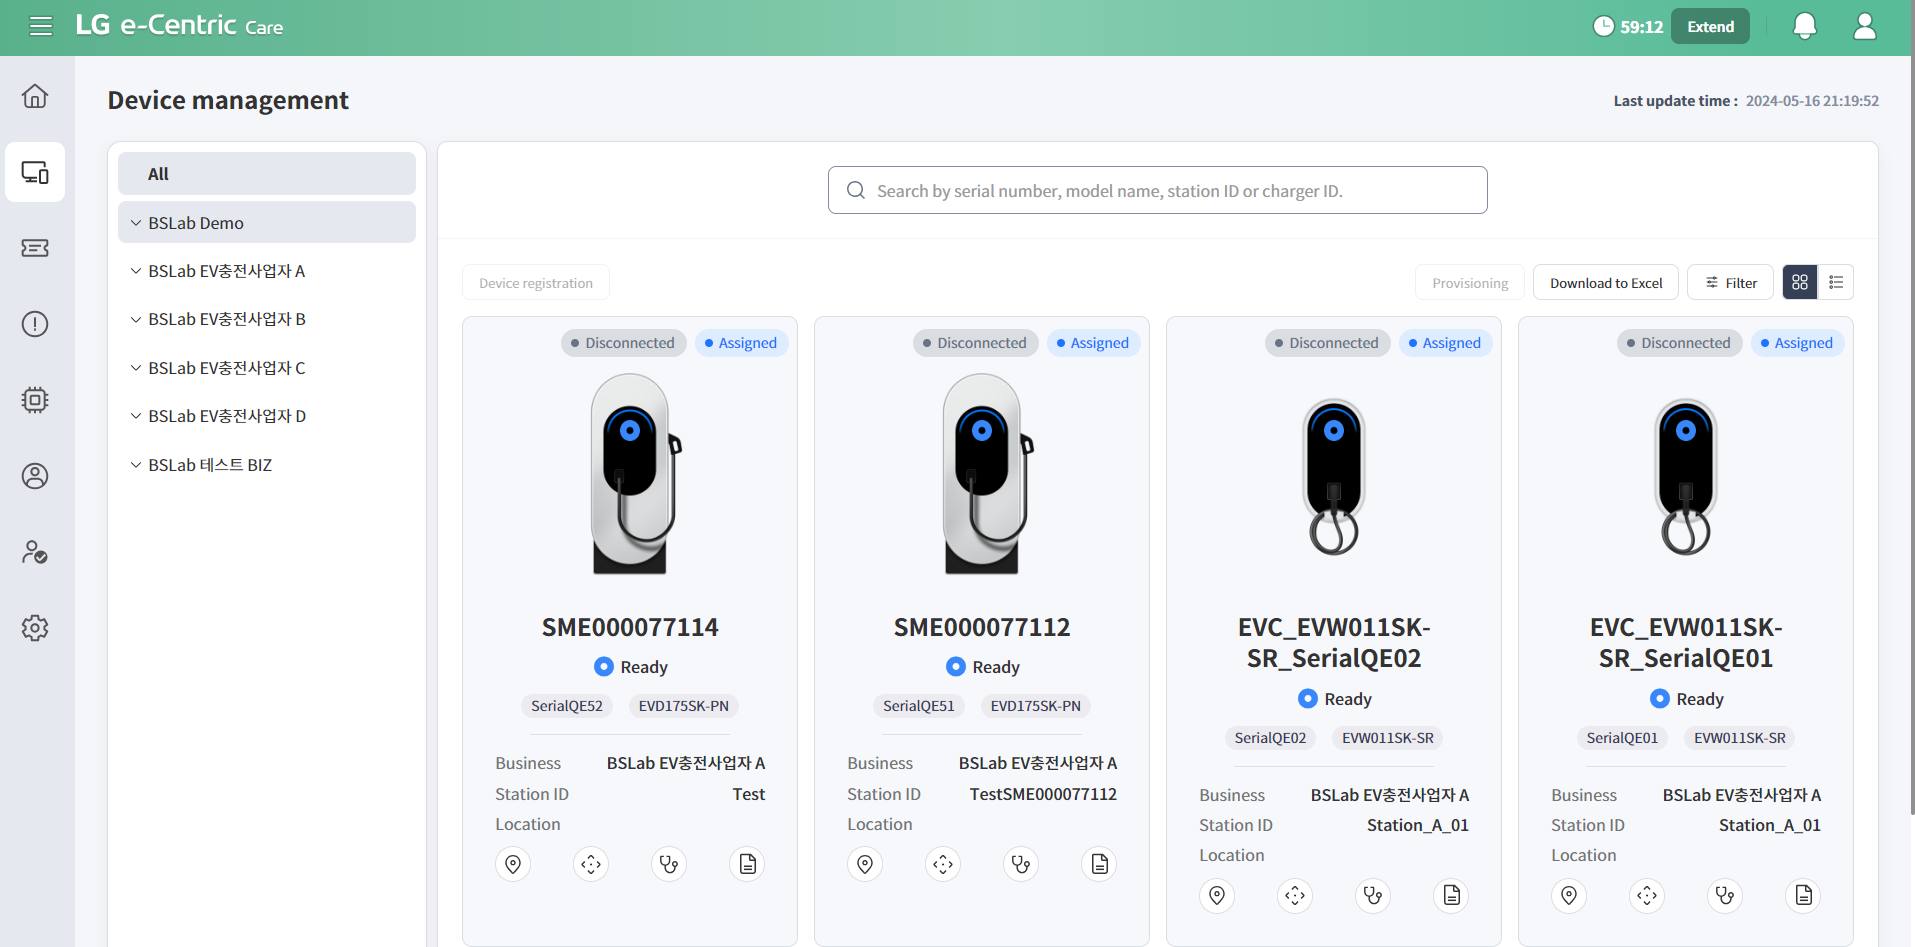 LG e-Centric Care
59:12
Extend
Device management
Last update time : 2024-05-16 21:19:52
All
BSLab Demo
BSLab EV충전사업자 A
BSLab EV충전사업자 B
BSLab EV충전사업자 C
BSLab EV충전사업자 D
BSLab 테스트 BIZ
Search by serial number, model name, station ID or charger ID.
Device registration
Provisioning
Download to Excel
Filter
Disconnected
Assigned
SME000077114
Ready
SerialQE52
EVD175SK-PN
Business BSLab EV충전사업자 A
Station ID Test
Location
Disconnected
Assigned
SME000077112
Ready
SerialQE51
EVD175SK-PN
Business BSLab EV충전사업자 A
Station ID TestSME000077112
Location
Disconnected
Assigned
EVC_EVW011SK-
SR_SerialQE02
Ready
SerialQE02
EVW011SK-SR
Business BSLab EV충전사업자 A
Station ID Station_A_01
Location
Disconnected
Assigned
EVC_EVW011SK-
SR_SerialQE01
Ready
SerialQE01
EVW011SK-SR
Business BSLab EV충전사업자 A
Station ID Station_A_01
Location